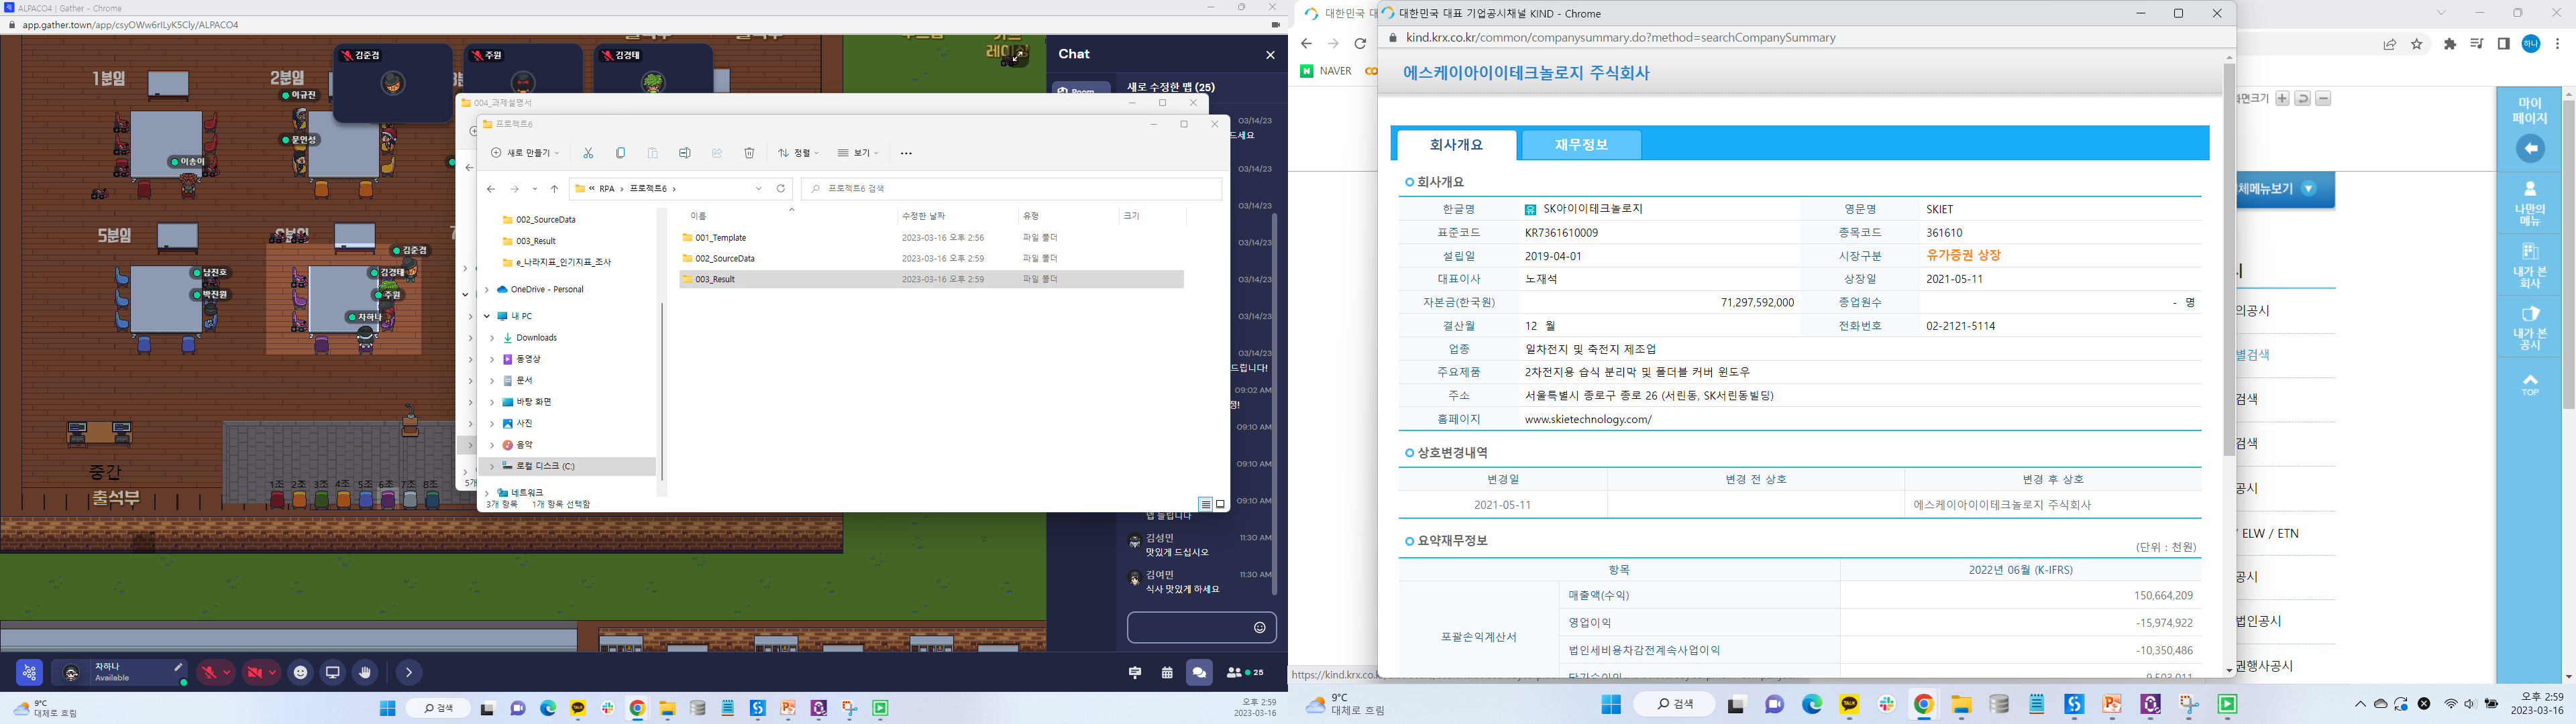 ALPACO4 | Gather - Chrome
app.gather.town/app/csyOWw6rlLyK5Cly/ALPACO4
1분임
2분임
5분임
김준경
주원
김경태
이규진
문인성
이송이
김준경
남진호
박진원
김경태
주원
차하나
중간
출석부
1조 2조 3조 4조 5조 6조 7조 8조
Chat
Room
새로 수정한 맵 (25)
03/14/23
드세요
03/14/23
03/14/23
03/14/23
03/14/23
03/14/23
03/14/23
드립니다!
09:02 AM
정!
09:10 AM
09:10 AM
09:10 AM
김성민 11:30 AM
맛있게 드십시오
김여민 11:30 AM
식사 맛있게 하세요
차하나
Available
25
004_과제설명서
프로젝트6
새로 만들기
정렬
보기
RPA > 프로젝트6 >
프로젝트6 검색
002_SourceData
003_Result
e_나라지표_인기지표_조사
OneDrive - Personal
내 PC
Downloads
동영상
문서
바탕 화면
사진
음악
로컬 디스크 (C:)
네트워크
이름 수정한 날짜 유형 크기
001_Template 2023-03-16 오후 2:56 파일 폴더
002_SourceData 2023-03-16 오후 2:59 파일 폴더
003_Result 2023-03-16 오후 2:59 파일 폴더
3개 항목 1개 항목 선택함
9°C
대체로 흐림
검색
오후 2:59
2023-03-16
대한민국 대
NAVER
대한민국 대표 기업공시채널 KIND - Chrome
kind.krx.co.kr/common/companysummary.do?method=searchCompanySummary
에스케이아이이테크놀로지 주식회사
회사개요 재무정보
회사개요
한글명 유 SK아이이테크놀로지 영문명 SKIET
표준코드 KR7361610009 종목코드 361610
설립일 2019-04-01 시장구분 유가증권 상장
대표이사 노재석 상장일 2021-05-11
자본금(한국원) 71,297,592,000 종업원수 - 명
결산월 12 월 전화번호 02-2121-5114
업종 일차전지 및 축전지 제조업
주요제품 2차전지용 습식 분리막 및 폴더블 커버 윈도우
주소 서울특별시 종로구 종로 26 (서린동, SK서린동빌딩)
홈페이지 www.skietechnology.com/
상호변경내역
변경일 변경 전 상호 변경 후 상호
2021-05-11 에스케이아이이테크놀로지 주식회사
요약재무정보
(단위 : 천원)
항목 2022년 06월 (K-IFRS)
포괄손익계산서
매출액(수익) 150,664,209
영업이익 -15,974,922
법인세비용차감전계속사업이익 -10,350,486
하나
화면크기
체메뉴보기
마이
페이지
나만의
메뉴
내가 본
회사
내가 본
공시
TOP
의공시
별검색
검색
검색
공시
/ ELW / ETN
공시
법인공시
권행사공시
https://kind.krx.co.k
9°C
대체로 흐림
검색
오후 2:59
2023-03-16